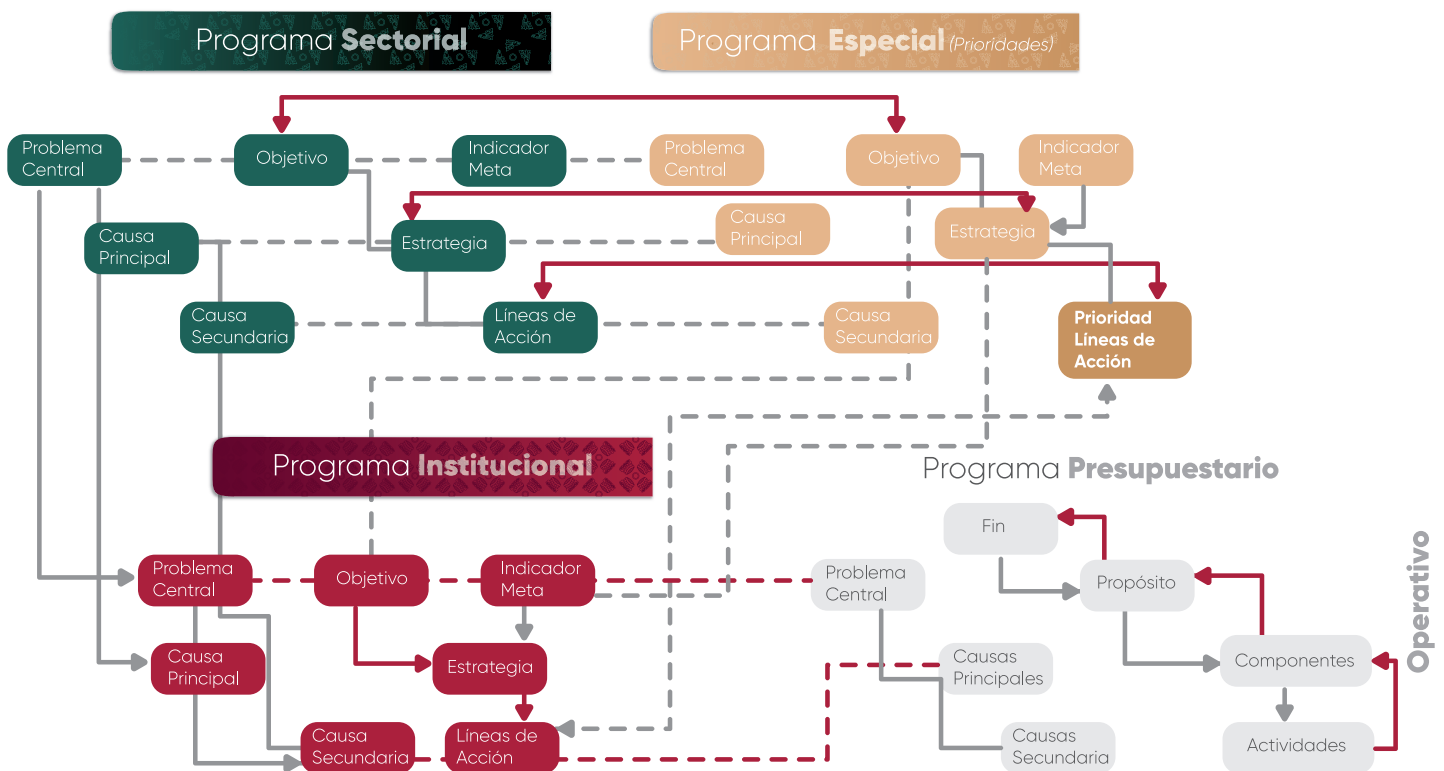 Programa Sectorial
Programa Especial (Prioridades)
Problema
Central
Objetivo
Indicador
Meta
Problema
Central
Objetivo
Indicador
Meta
Causa
Principal
Estrategia
Causa
Principal
Estrategia
Causa
Secundaria
Líneas de
Acción
Causa
Secundaria
Prioridad
Líneas de
Acción
Programa Institucional
Programa Presupuestario
Fin
Problema
Central
Objetivo
Indicador
Meta
Problema
Central
Propósito
Operativo
Causa
Principal
Estrategia
Causas
Principales
Componentes
Causa
Secundaria
Líneas de
Acción
Causas
Secundaria
Actividades